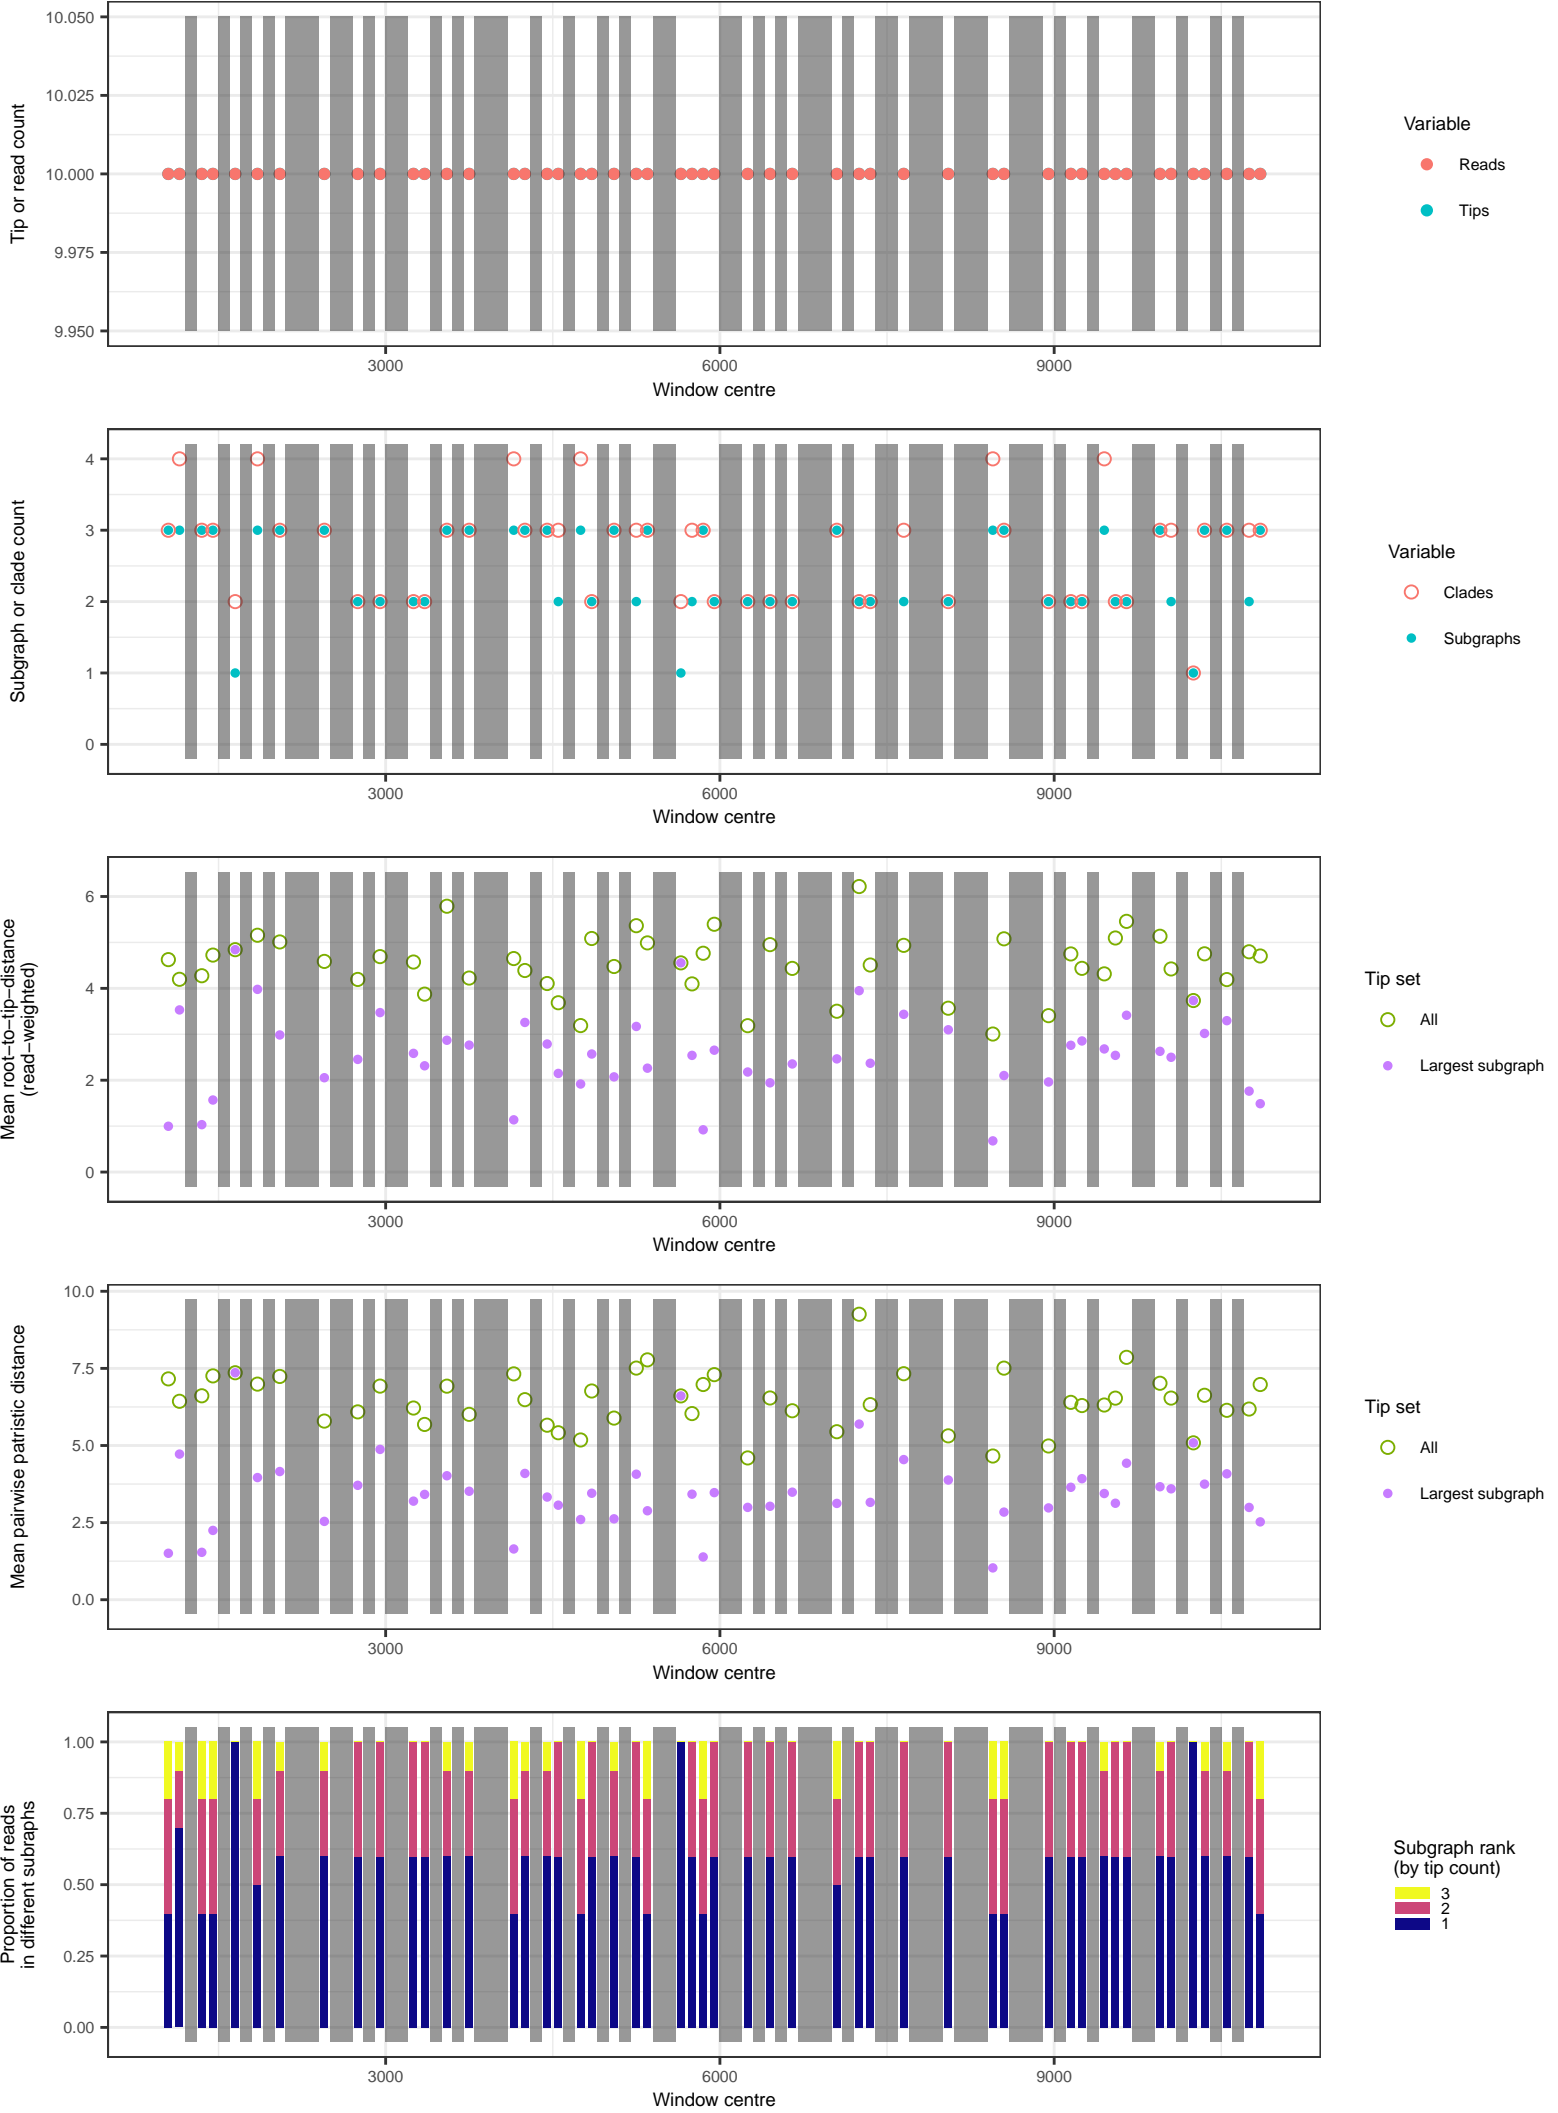 10.050
10.025
10.000
9.975
9.950
Tip or read count
3000 6000 9000
Window centre
Variable
Reads
Tips
4
3
2
1
0
Subgraph or clade count
3000 6000 9000
Window centre
Variable
Clades
Subgraphs
6
4
2
0
Mean root−to−tip−distance
(read−weighted)
3000 6000 9000
Window centre
Tip set
All
Largest subgraph
10.0
7.5
5.0
2.5
0.0
Mean pairwise patristic distance
3000 6000 9000
Window centre
Tip set
All
Largest subgraph
1.00
0.75
0.50
0.25
0.00
Proportion of reads
in different subraphs
3000 6000 9000
Window centre
Subgraph rank
(by tip count)
3
2
1